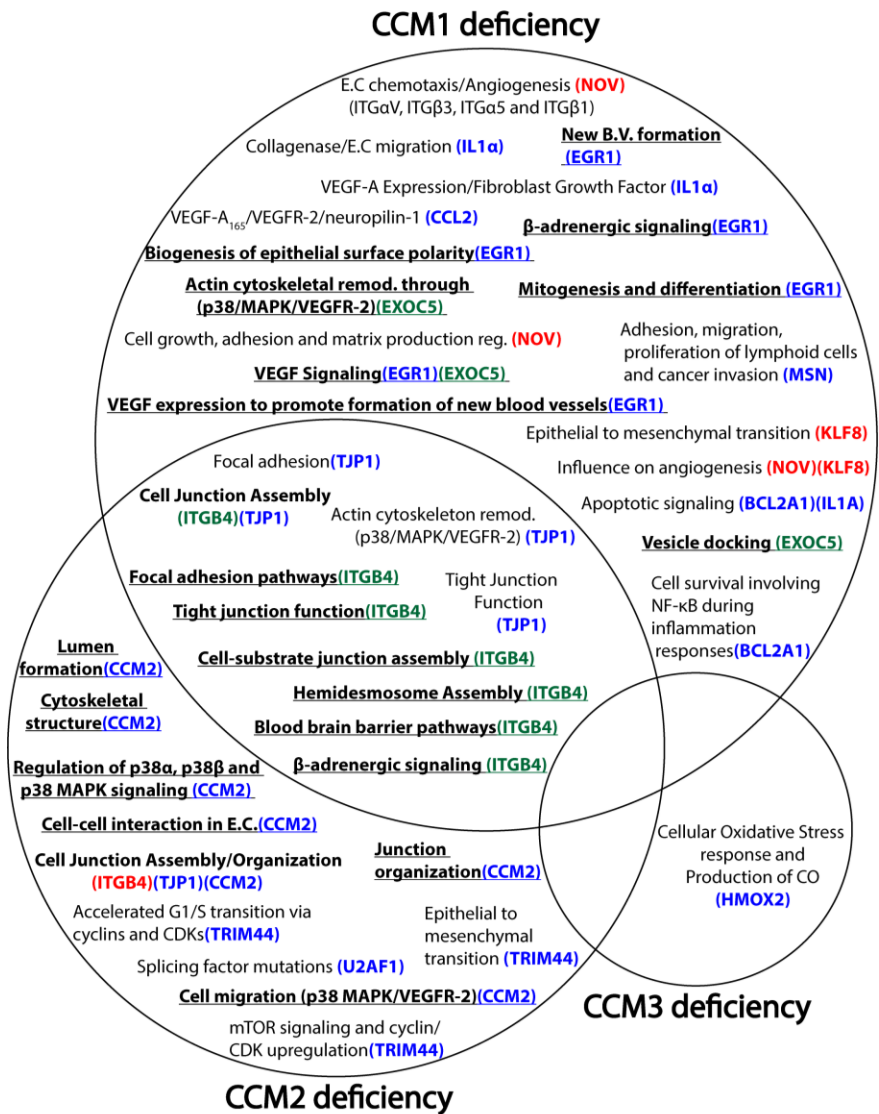 CCM1 deficiency
E.C chemotaxis/Angiogenesis (NOV)
(ITGαV, ITGβ3, ITGα5 and ITGβ1)
Collagenase/E.C migration (IL1α)
New B.V. formation
(EGR1)
VEGF-A Expression/Fibroblast Growth Factor (IL1α)
VEGF-A165/VEGFR-2/neuropilin-1 (CCL2)
β-adrenergic signaling(EGR1)
Biogenesis of epithelial surface polarity(EGR1)
Actin cytoskeletal remod. through
(p38/MAPK/VEGFR-2)(EXOC5)
Mitogenesis and differentiation (EGR1)
Cell growth, adhesion and matrix production reg. (NOV)
Adhesion, migration,
proliferation of lymphoid cells
and cancer invasion (MSN)
VEGF Signaling(EGR1)(EXOC5)
VEGF expression to promote formation of new blood vessels(EGR1)
Epithelial to mesenchymal transition (KLF8)
Influence on angiogenesis (NOV)(KLF8)
Apoptotic signaling (BCL2A1)(IL1A)
Vesicle docking (EXOC5)
Cell survival involving
NF-κB during
inflammation
responses(BCL2A1)
Focal adhesion(TJP1)
Cell Junction Assembly
(ITGB4)(TJP1)
Actin cytoskeleton remod.
(p38/MAPK/VEGFR-2) (TJP1)
Focal adhesion pathways(ITGB4)
Tight junction function(ITGB4)
Tight Junction
Function
(TJP1)
Cell-substrate junction assembly (ITGB4)
Hemidesmosome Assembly (ITGB4)
Blood brain barrier pathways(ITGB4)
β-adrenergic signaling (ITGB4)
Lumen
formation(CCM2)
Cytoskeletal
structure(CCM2)
Regulation of p38α, p38β and
p38 MAPK signaling (CCM2)
Cell-cell interaction in E.C.(CCM2)
Cell Junction Assembly/Organization
(ITGB4)(TJP1)(CCM2)
Junction
organization(CCM2)
Accelerated G1/S transition via
cyclins and CDKs(TRIM44)
Epithelial to
mesenchymal
transition (TRIM44)
Splicing factor mutations (U2AF1)
Cell migration (p38 MAPK/VEGFR-2)(CCM2)
mTOR signaling and cyclin/
CDK upregulation(TRIM44)
Cellular Oxidative Stress
response and
Production of CO
(HMOX2)
CCM3 deficiency
CCM2 deficiency